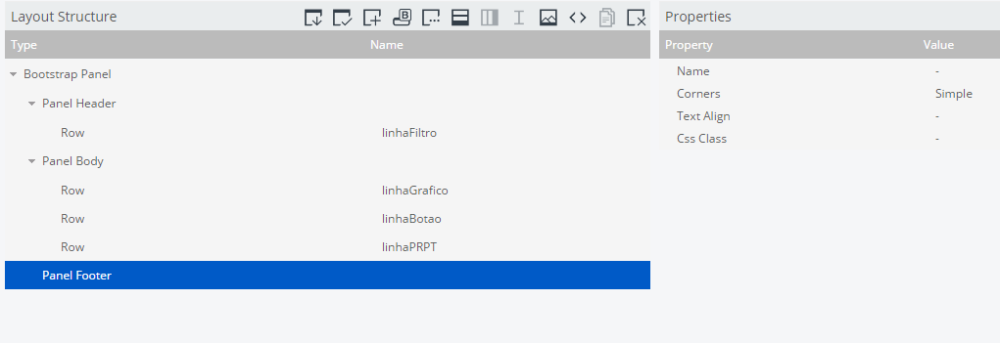 Layout Structure
Properties
Type Name
Property Value
Bootstrap Panel
Name -
Panel Header
Corners Simple
Text Align -
Row linhaFiltro
Css Class -
Panel Body
Row linhaGrafico
Row linhaBotao
Row linhaPRPT
Panel Footer